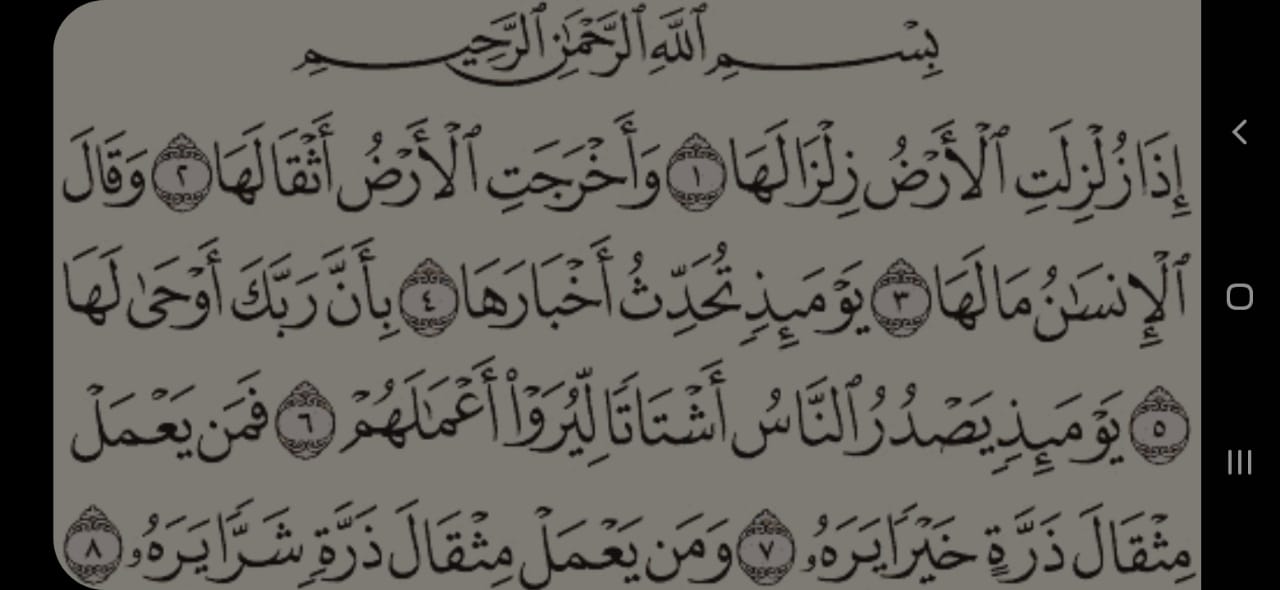 بِسْمِ ٱللَّهِ ٱلرَّحْمَٰنِ ٱلرَّحِيمِ
إِذَا زُلْزِلَتِ ٱلْأَرْضُ زِلْزَالَهَا ١ وَأَخْرَجَتِ ٱلْأَرْضُ أَثْقَالَهَا ٢ وَقَالَ
ٱلْإِنسَٰنُ مَا لَهَا ٣ يَوْمَئِذٍ تُحَدِّثُ أَخْبَارَهَا ٤ بِأَنَّ رَبَّكَ أَوْحَىٰ لَهَا
٥ يَوْمَئِذٍ يَصْدُرُ ٱلنَّاسُ أَشْتَاتًا لِّيُرَوْا۟ أَعْمَٰلَهُمْ ٦ فَمَن يَعْمَلْ
مِثْقَالَ ذَرَّةٍ خَيْرًا يَرَهُۥ ٧ وَمَن يَعْمَلْ مِثْقَالَ ذَرَّةٍ شَرًّا يَرَهُۥ ٨